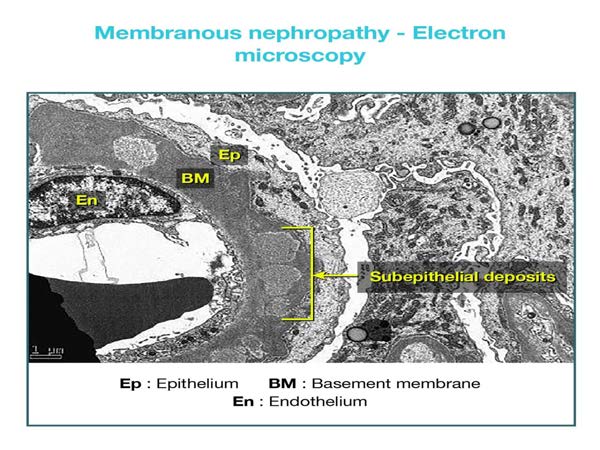 Membranous nephropathy - Electron
microscopy
Ep
BM
En
Subepithelial deposits
1 µm
Ep : Epithelium BM : Basement membrane
En : Endothelium